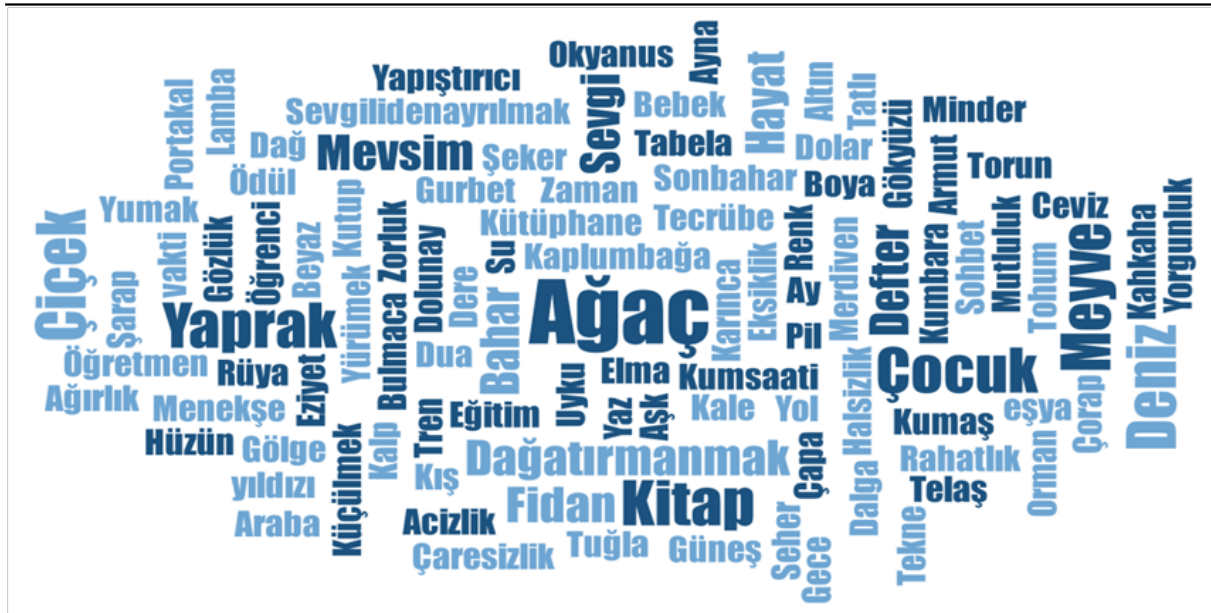 Okyanus
Ayna
Yapıştırıcı
Sevgi
Bebek
Hayat
Altın
Tatlı
Lamba
Portakal
Sevgilidenayrılmak
Minder
Dağ
Mevsim
Şeker
Tabela
Dolar
Gökyüzü
Armut
Torun
Ödül
Kutup
Gurbet
Zaman
Sonbahar
Boya
Ceviz
Yorgunluk
Çiçek
Yumak
vakti
Gözlük
Öğrenci
Beyaz
Zorluk
Dolunay
Kütüphane
Tecrübe
Renk
Merdiven
Defter
Kumbara
Sohbet
Mutluluk
Tohum
Meyve
Kahkaha
Şarap
Yaprak
Yürümek
Bulmaca
Dere
Su
Kaplumbağa
Ağaç
Karınca
Eksiklik
Ay
Pil
Öğretmen
Rüya
Dua
Bahar
Elma
Kumsaati
Çocuk
Deniz
Ağırlık
Menekşe
Eziyet
Tren
Eğitim
Uyku
Yaz
Aşk
Kale
Yol
Halsizlik
Kumaş
eşya
Çorap
Hüzün
Gölge
Küçülmek
Kalp
Kış
Dağatırmanmak
Çapa
Dalga
Rahatlık
Orman
yıldızı
Fidan
Kitap
Telaş
Araba
Acizlik
Çaresizlik
Tuğla
Güneş
Seher
Gece
Tekne